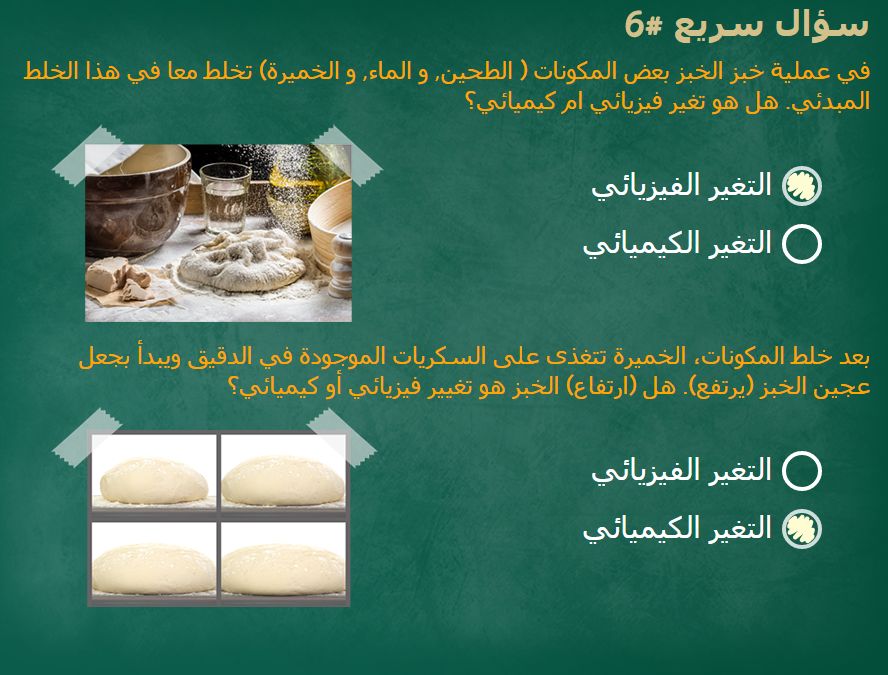 سؤال سريع #6
في عملية خبز الخبز بعض المكونات ( الطحين, و الماء, و الخميرة) تخلط معا في هذا الخلط
المبدئي. هل هو تغير فيزيائي ام كيميائي؟
التغير الفيزيائي
التغير الكيميائي
بعد خلط المكونات، الخميرة تتغذى على السكريات الموجودة في الدقيق ويبدأ بجعل
عجين الخبز (يرتفع). هل (ارتفاع) الخبز هو تغيير فيزيائي أو كيميائي؟
التغير الفيزيائي
التغير الكيميائي